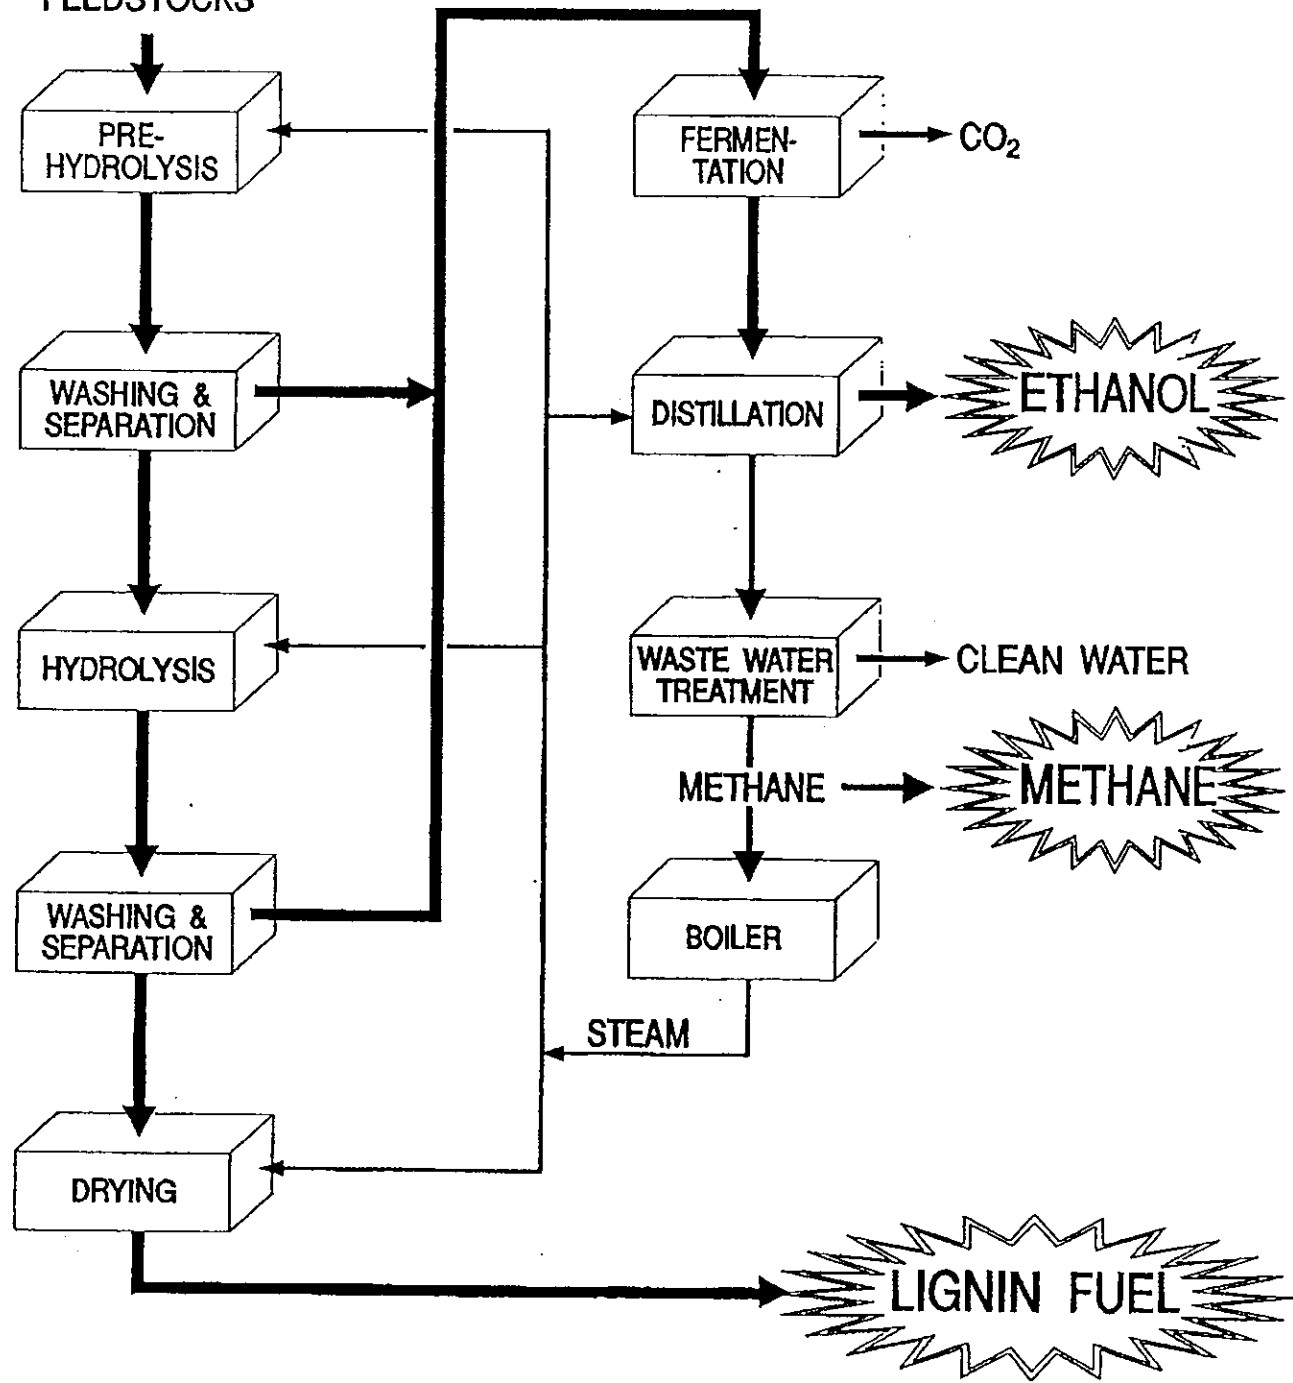 FEEDSTOCKS
PRE-
HYDROLYSIS
WASHING &
SEPARATION
HYDROLYSIS
WASHING &
SEPARATION
DRYING
FERMEN-
TATION
CO₂
DISTILLATION
ETHANOL
WASTE WATER
TREATMENT
CLEAN WATER
METHANE
METHANE
BOILER
STEAM
LIGNIN FUEL